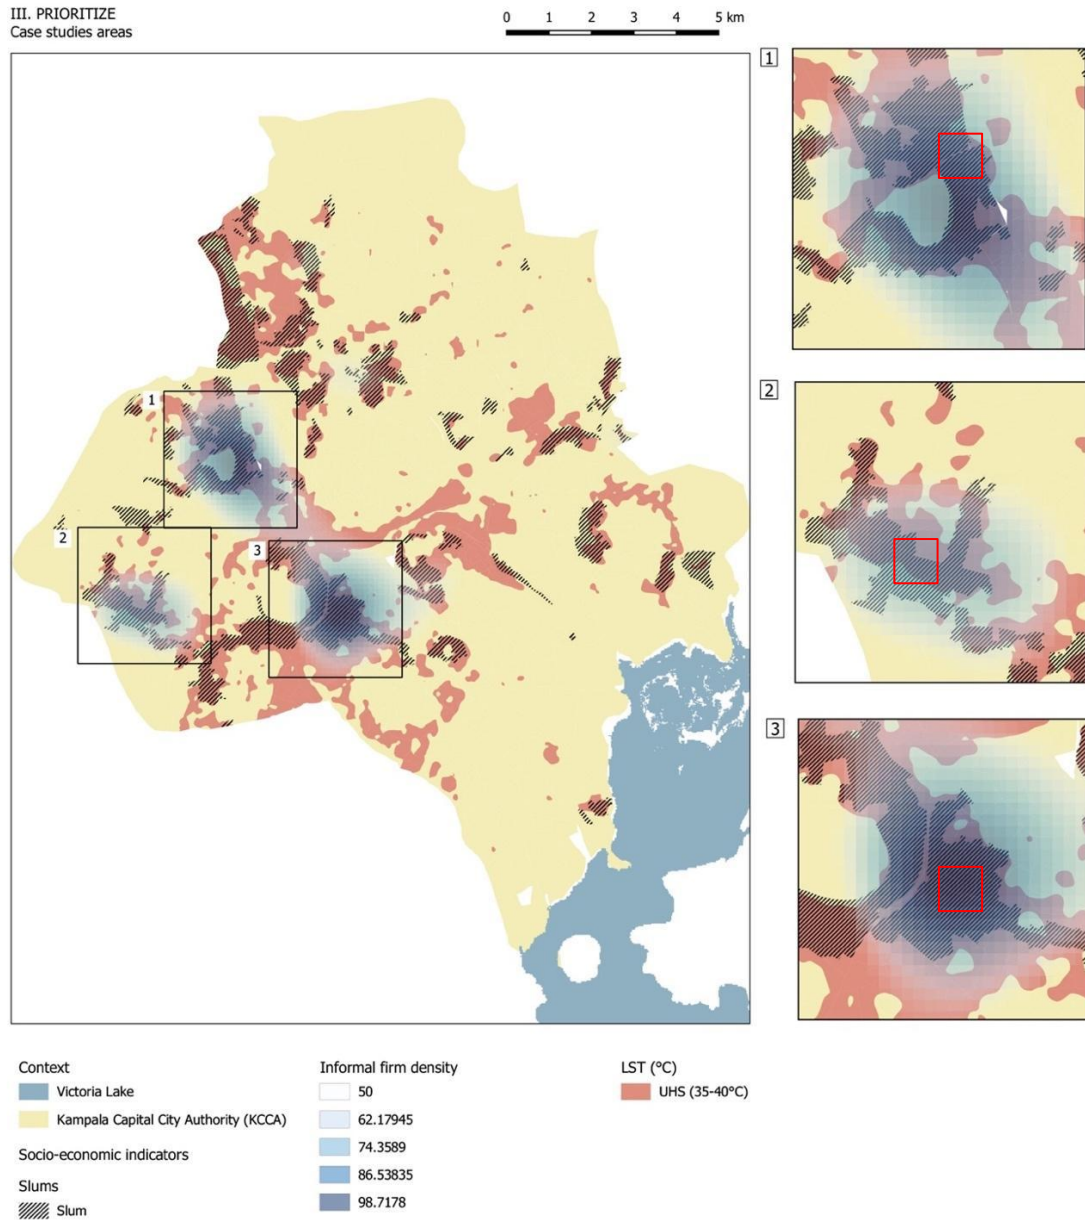 III. PRIORITIZE
Case studies areas
0 1 2 3 4 5 km
1
2
3
1
2
3
Context
Victoria Lake
Kampala Capital City Authority (KCCA)
Socio-economic indicators
Slums
Slum
Informal firm density
50
62.17945
74.3589
86.53835
98.7178
LST (°C)
UHS (35-40°C)